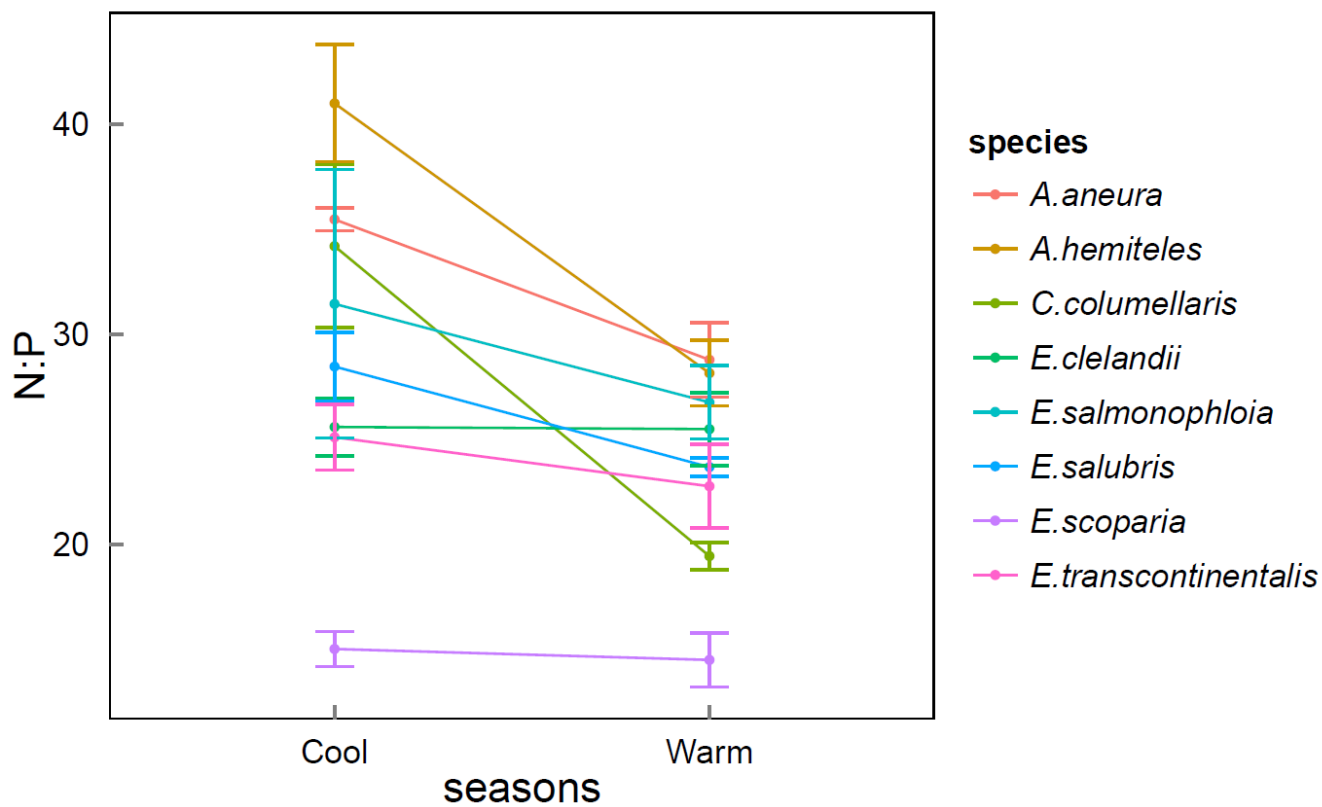 40
30
20
N:P
Cool
Warm
seasons
species
A.aneura
A.hemiteles
C.columellaris
E.clelandii
E.salmonophloia
E.salubris
E.scoparia
E.transcontinentalis